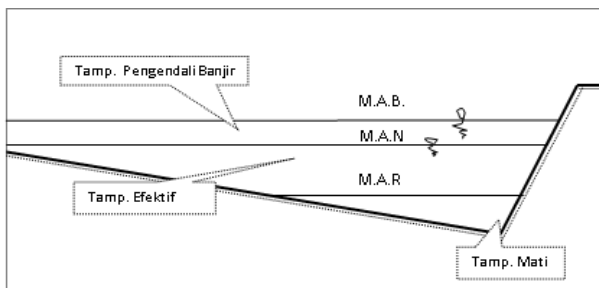 Tamp. Pengendali Banjir
M.A.B.
M.A.N
M.A.R
Tamp. Efektif
Tamp. Mati